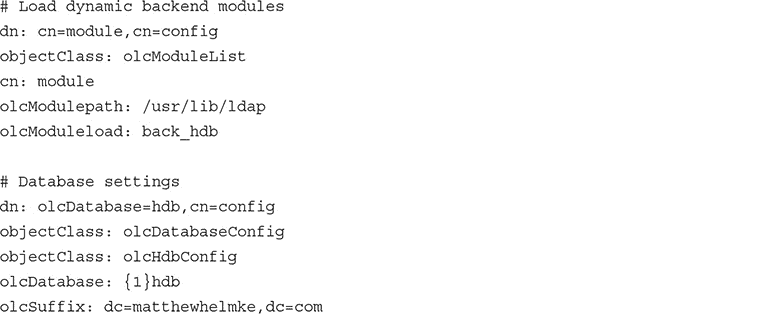 # Load dynamic backend modules
dn: cn=module,cn=config
objectClass: olcModuleList
cn: module
olcModulepath: /usr/lib/ldap
olcModuleload: back_hdb

# Database settings
dn: olcDatabase=hdb,cn=config
objectClass: olcDatabaseConfig
objectClass: olcHdbConfig
olcDatabase: {1}hdb
olcSuffix: dc=matthewhelmke,dc=com